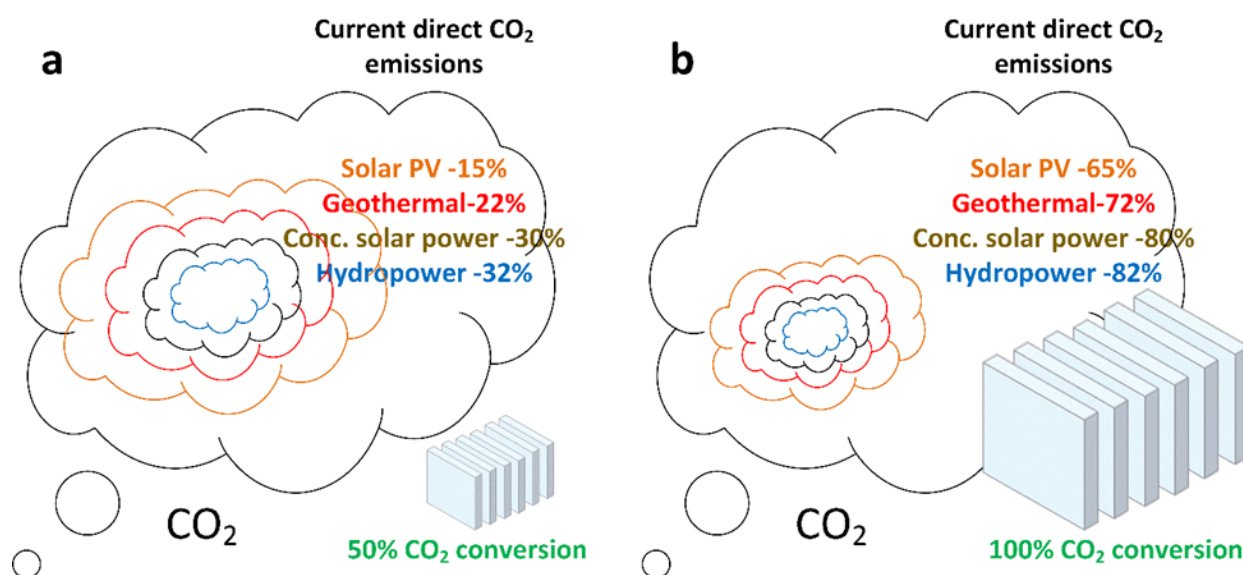 a
Current direct CO₂
emissions
Solar PV -15%
Geothermal-22%
Conc. solar power -30%
Hydropower -32%
CO₂
50% CO₂ conversion
b
Current direct CO₂
emissions
Solar PV -65%
Geothermal-72%
Conc. solar power -80%
Hydropower -82%
CO₂
100% CO₂ conversion